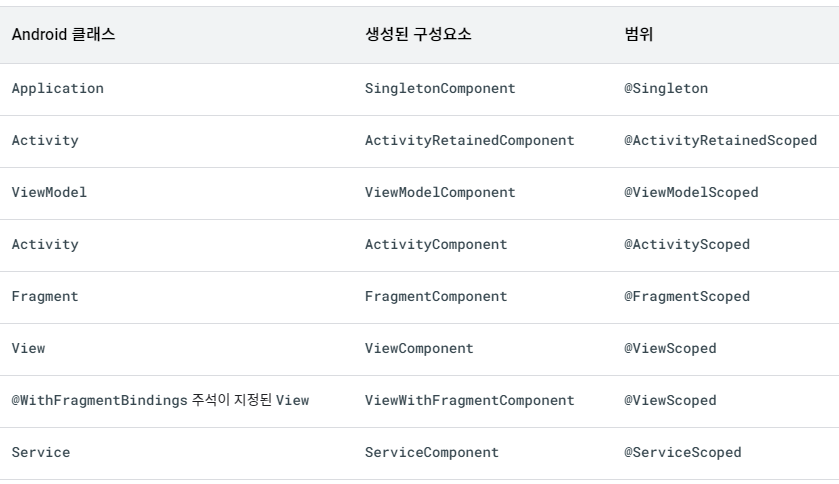 Android 클래스 생성된 구성요소 범위
Application SingletonComponent @Singleton
Activity ActivityRetainedComponent @ActivityRetainedScoped
ViewModel ViewModelComponent @ViewModelScoped
Activity ActivityComponent @ActivityScoped
Fragment FragmentComponent @FragmentScoped
View ViewComponent @ViewScoped
@WithFragmentBindings 주석이 지정된 View ViewWithFragmentComponent @ViewScoped
Service ServiceComponent @ServiceScoped